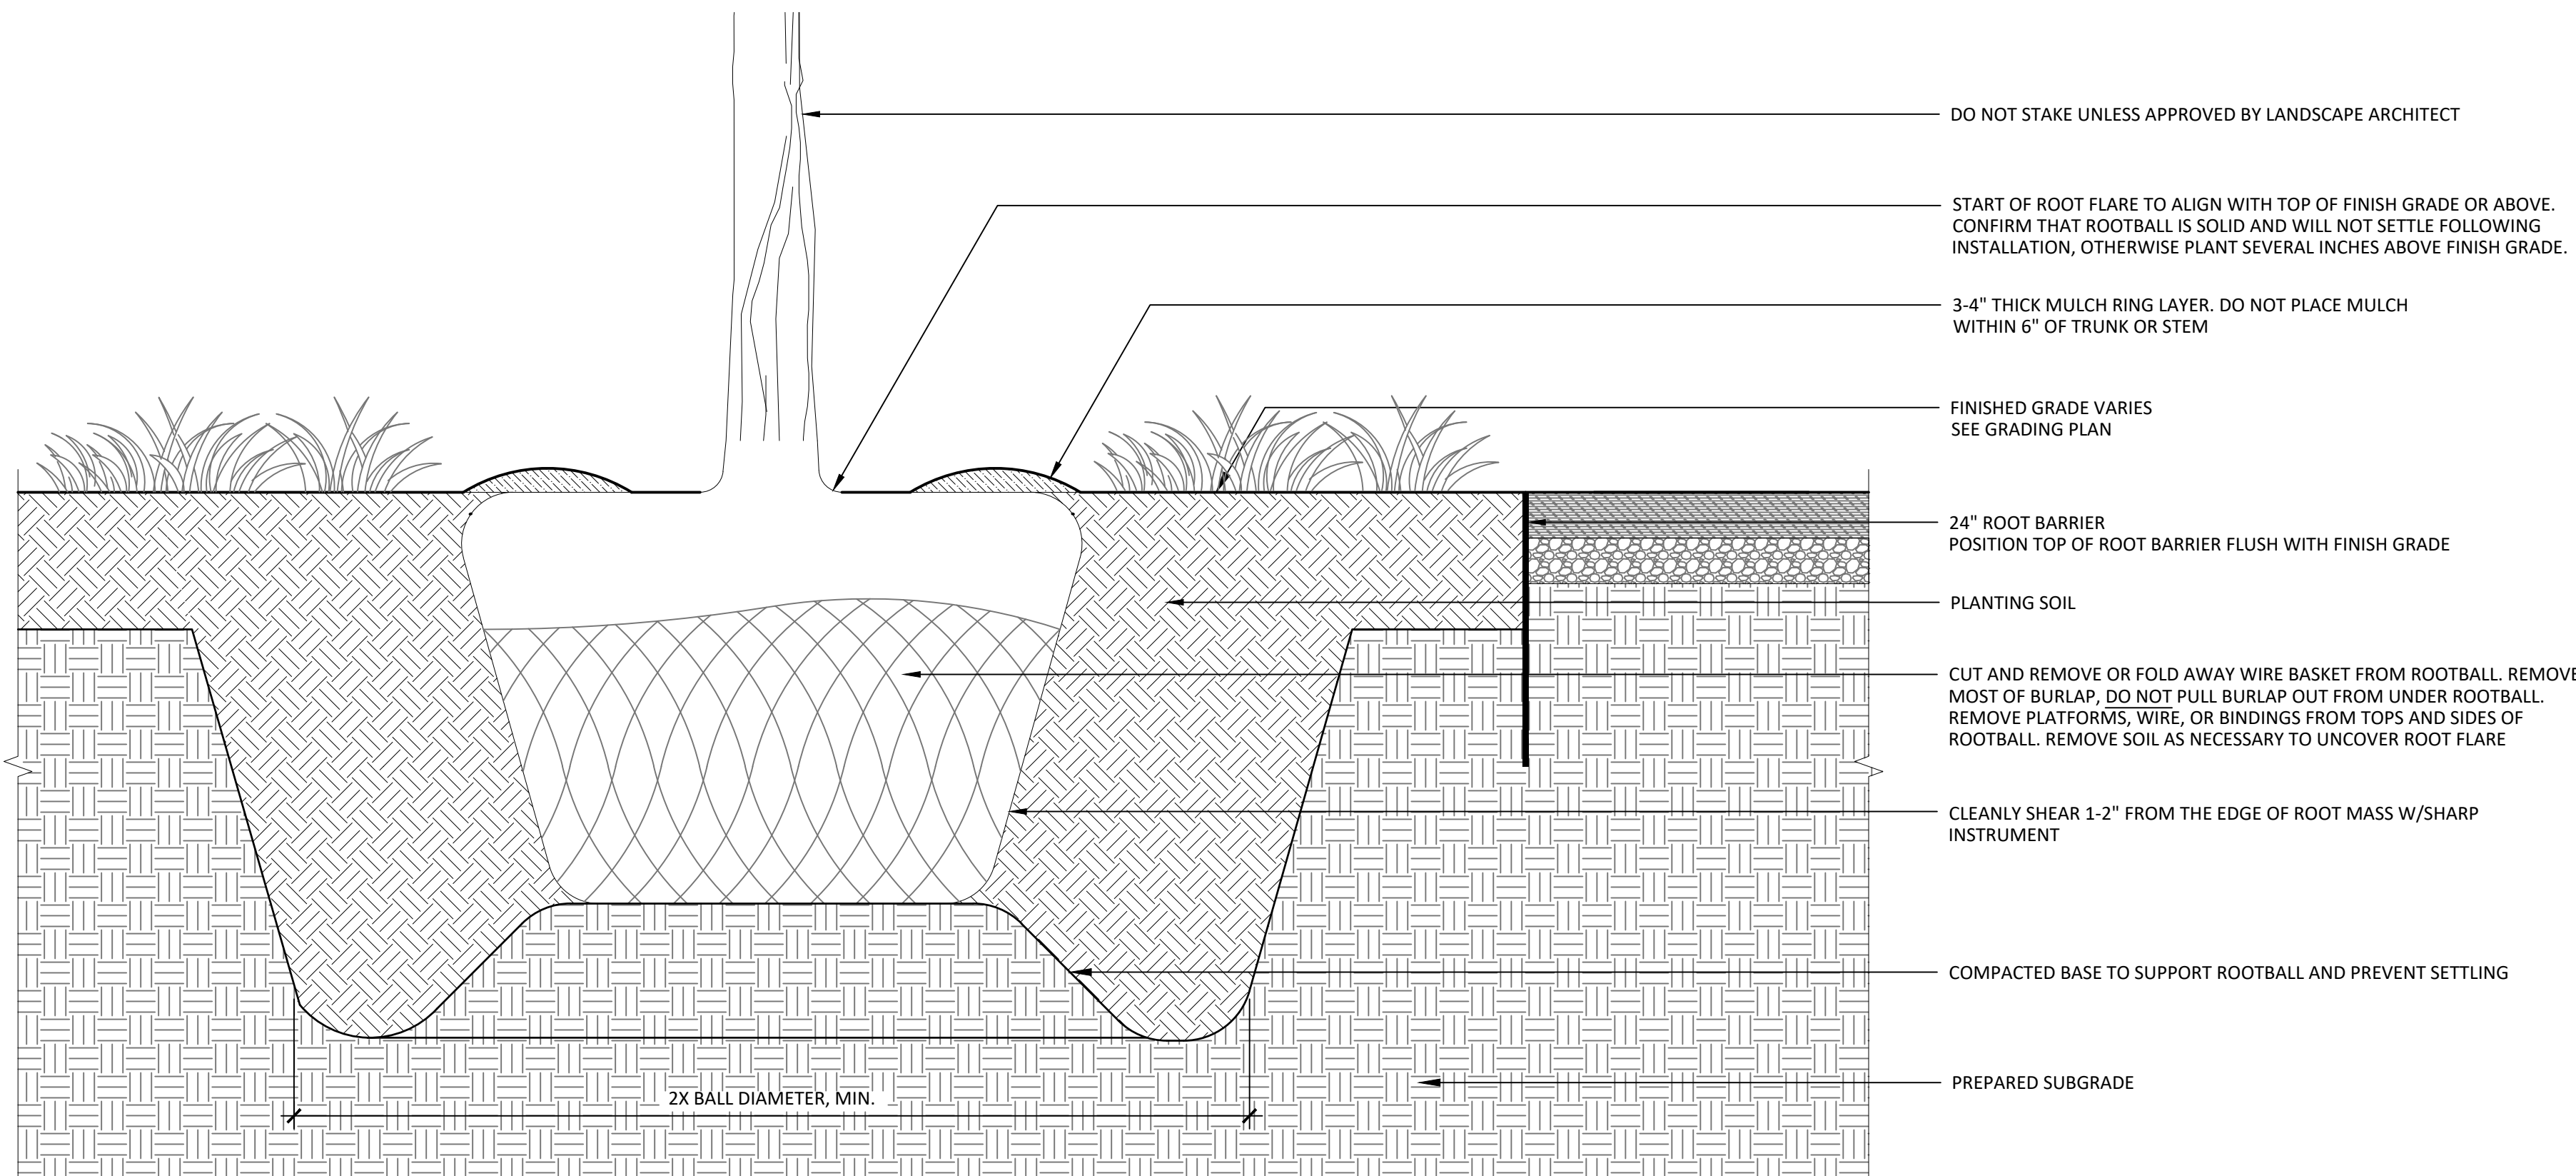 DO NOT STAKE UNLESS APPROVED BY LANDSCAPE ARCHITECT
START OF ROOT FLARE TO ALIGN WITH TOP OF FINISH GRADE OR ABOVE.
CONFIRM THAT ROOTBALL IS SOLID AND WILL NOT SETTLE FOLLOWING
INSTALLATION, OTHERWISE PLANT SEVERAL INCHES ABOVE FINISH GRADE.
3-4" THICK MULCH RING LAYER. DO NOT PLACE MULCH
WITHIN 6" OF TRUNK OR STEM
FINISHED GRADE VARIES
SEE GRADING PLAN
24" ROOT BARRIER
POSITION TOP OF ROOT BARRIER FLUSH WITH FINISH GRADE
PLANTING SOIL
CUT AND REMOVE OR FOLD AWAY WIRE BASKET FROM ROOTBALL. REMOVE
MOST OF BURLAP, DO NOT PULL BURLAP OUT FROM UNDER ROOTBALL.
REMOVE PLATFORMS, WIRE, OR BINDINGS FROM TOPS AND SIDES OF
ROOTBALL. REMOVE SOIL AS NECESSARY TO UNCOVER ROOT FLARE
CLEANLY SHEAR 1-2" FROM THE EDGE OF ROOT MASS W/SHARP
INSTRUMENT
COMPACTED BASE TO SUPPORT ROOTBALL AND PREVENT SETTLING
PREPARED SUBGRADE
2X BALL DIAMETER, MIN.